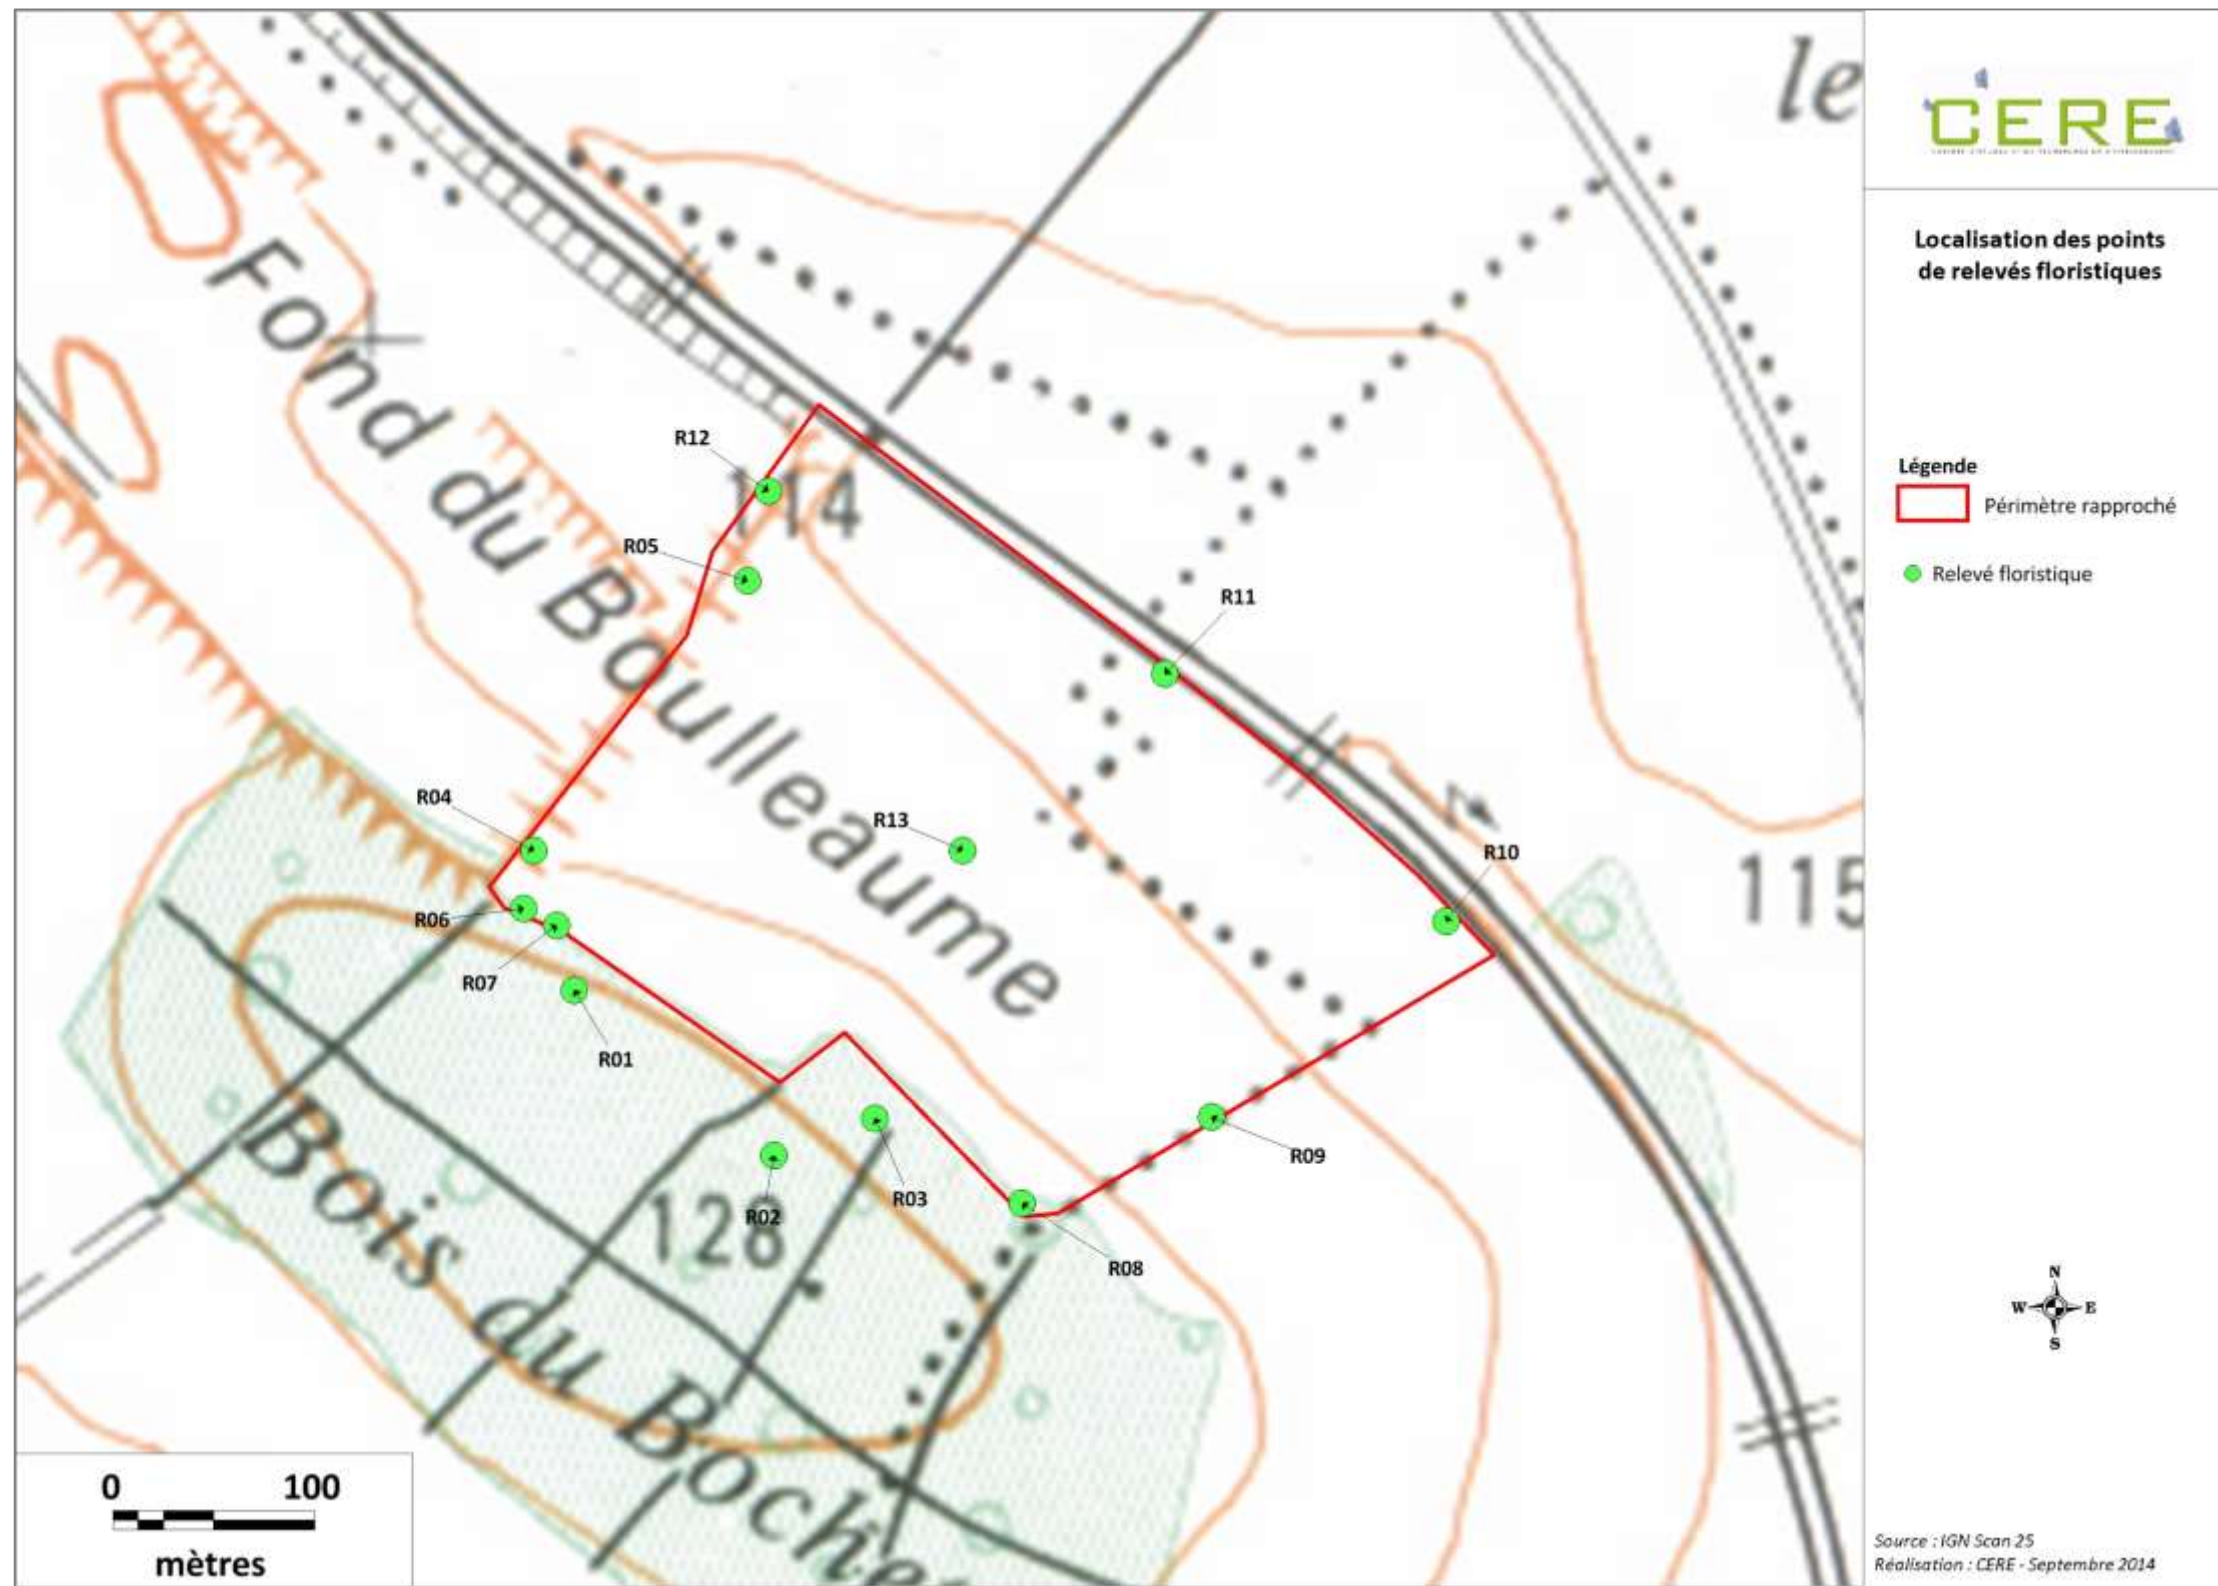 le
CERE
Localisation des points
de relevés floristiques
Légende
Périmètre rapproché
Relevé floristique
Fond du Boulleaume
R12
114
R05
R11
R04
R13
R10
115
R06
R07
R01
R09
R03
R02
128
R08
Bois du Boche
N
W E
S
0 100
mètres
Source : IGN Scan 25
Réalisation : CERE - Septembre 2014